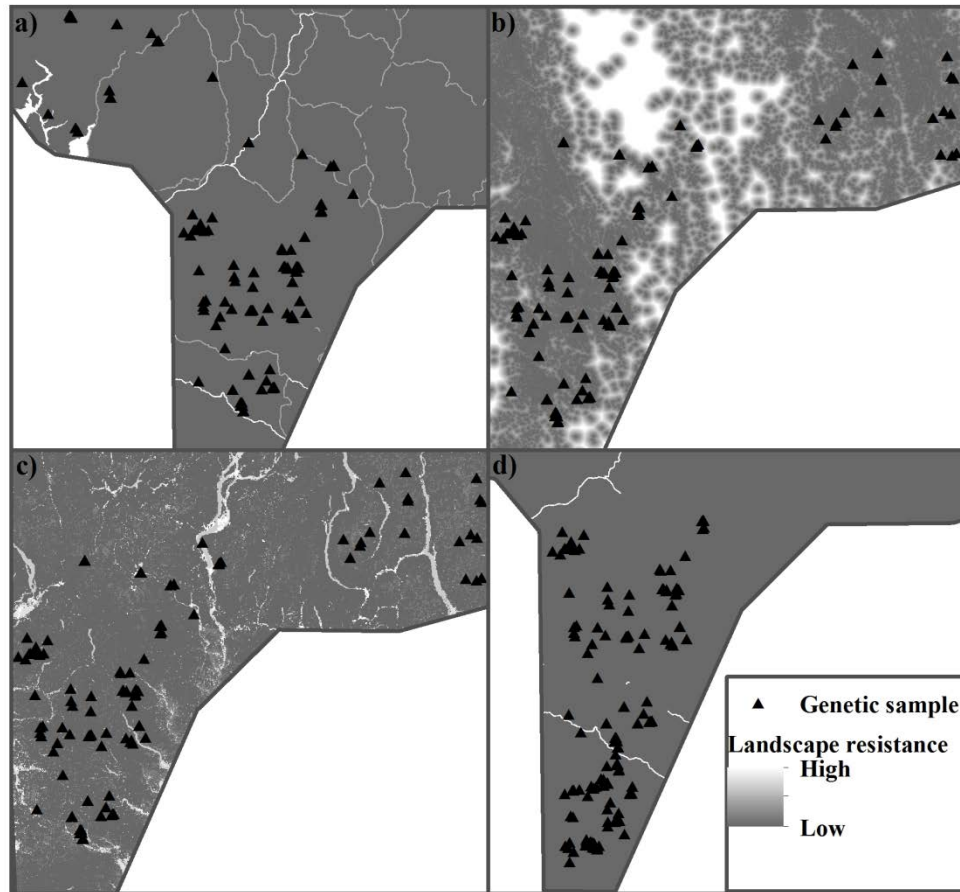 a)
b)
c)
d)
Genetic sample
Landscape resistance
High
Low